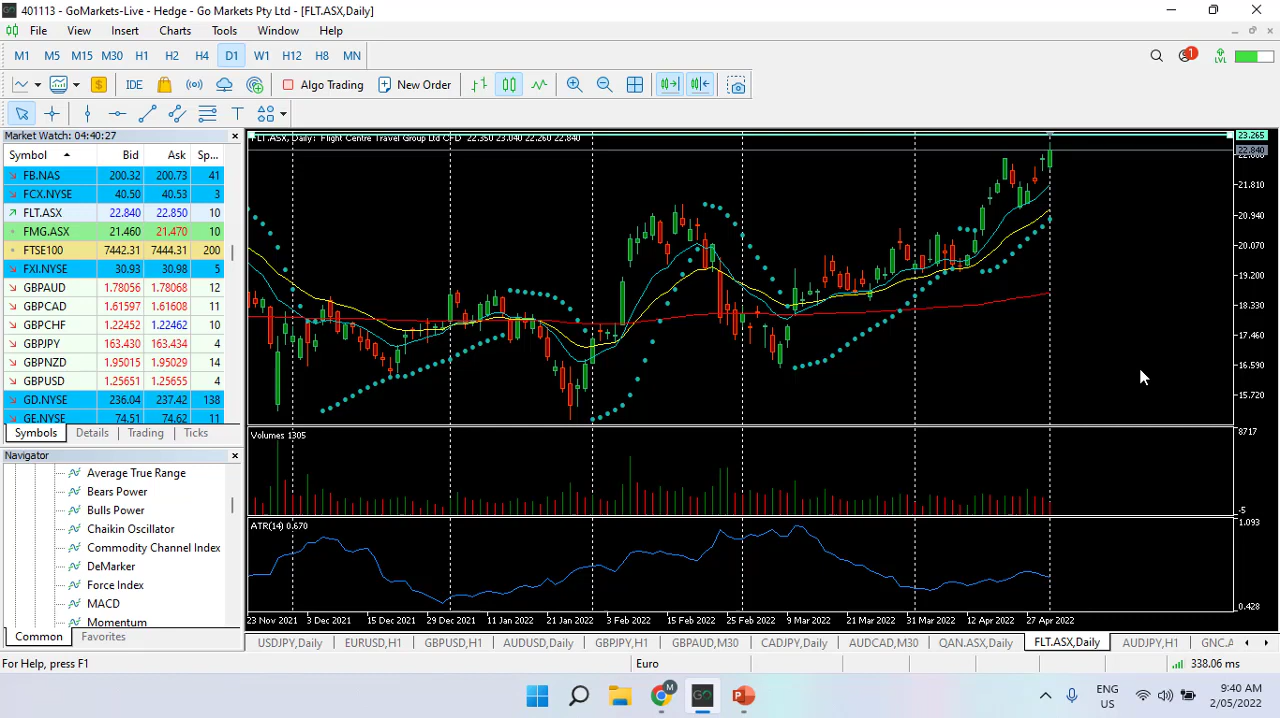 401113 - GoMarkets-Live - Hedge - Go Markets Pty Ltd - [FLT.ASX,Daily]
File View Insert Charts Tools Window Help
M1 M5 M15 M30 H1 H2 H4 D1 W1 H12 H8 MN
1 LVL
IDE Algo Trading New Order
Market Watch: 04:40:27
Symbol Bid Ask Sp...
FB.NAS 200.32 200.73 41
FCX.NYSE 40.50 40.53 3
FLT.ASX 22.840 22.850 10
FMG.ASX 21.460 21.470 10
FTSE100 7442.31 7444.31 200
FXI.NYSE 30.93 30.98 5
GBPAUD 1.78056 1.78068 12
GBPCAD 1.61597 1.61608 11
GBPCHF 1.22452 1.22462 10
GBPJPY 163.430 163.434 4
GBPNZD 1.95015 1.95029 14
GBPUSD 1.25651 1.25655 4
GD.NYSE 236.04 237.42 138
GE.NYSE 74.51 74.62 11
Symbols Details Trading Ticks
Navigator
Average True Range
Bears Power
Bulls Power
Chaikin Oscillator
Commodity Channel Index
DeMarker
Force Index
MACD
Momentum
Common Favorites
FLT.ASX, Daily: Flight Centre Travel Group Ltd CFD 22.350 23.040 22.260 22.840
23.265
22.840
21.810
20.940
20.070
19.200
18.330
17.460
16.590
15.720
Volumes 1305
8717
-5
ATR(14) 0.670
1.093
0.428
23 Nov 2021 3 Dec 2021 15 Dec 2021 29 Dec 2021 11 Jan 2022 21 Jan 2022 3 Feb 2022 15 Feb 2022 25 Feb 2022 9 Mar 2022 21 Mar 2022 31 Mar 2022 12 Apr 2022 27 Apr 2022
USDJPY,Daily EURUSD,H1 GBPUSD,H1 AUDUSD,Daily GBPJPY,H1 GBPAUD,M30 CADJPY,Daily AUDCAD,M30 QAN.ASX,Daily FLT.ASX,Daily AUDJPY,H1 GNC.A
For Help, press F1 Euro 338.06 ms
GO M P
ENG
US
9:40 AM
2/05/2022